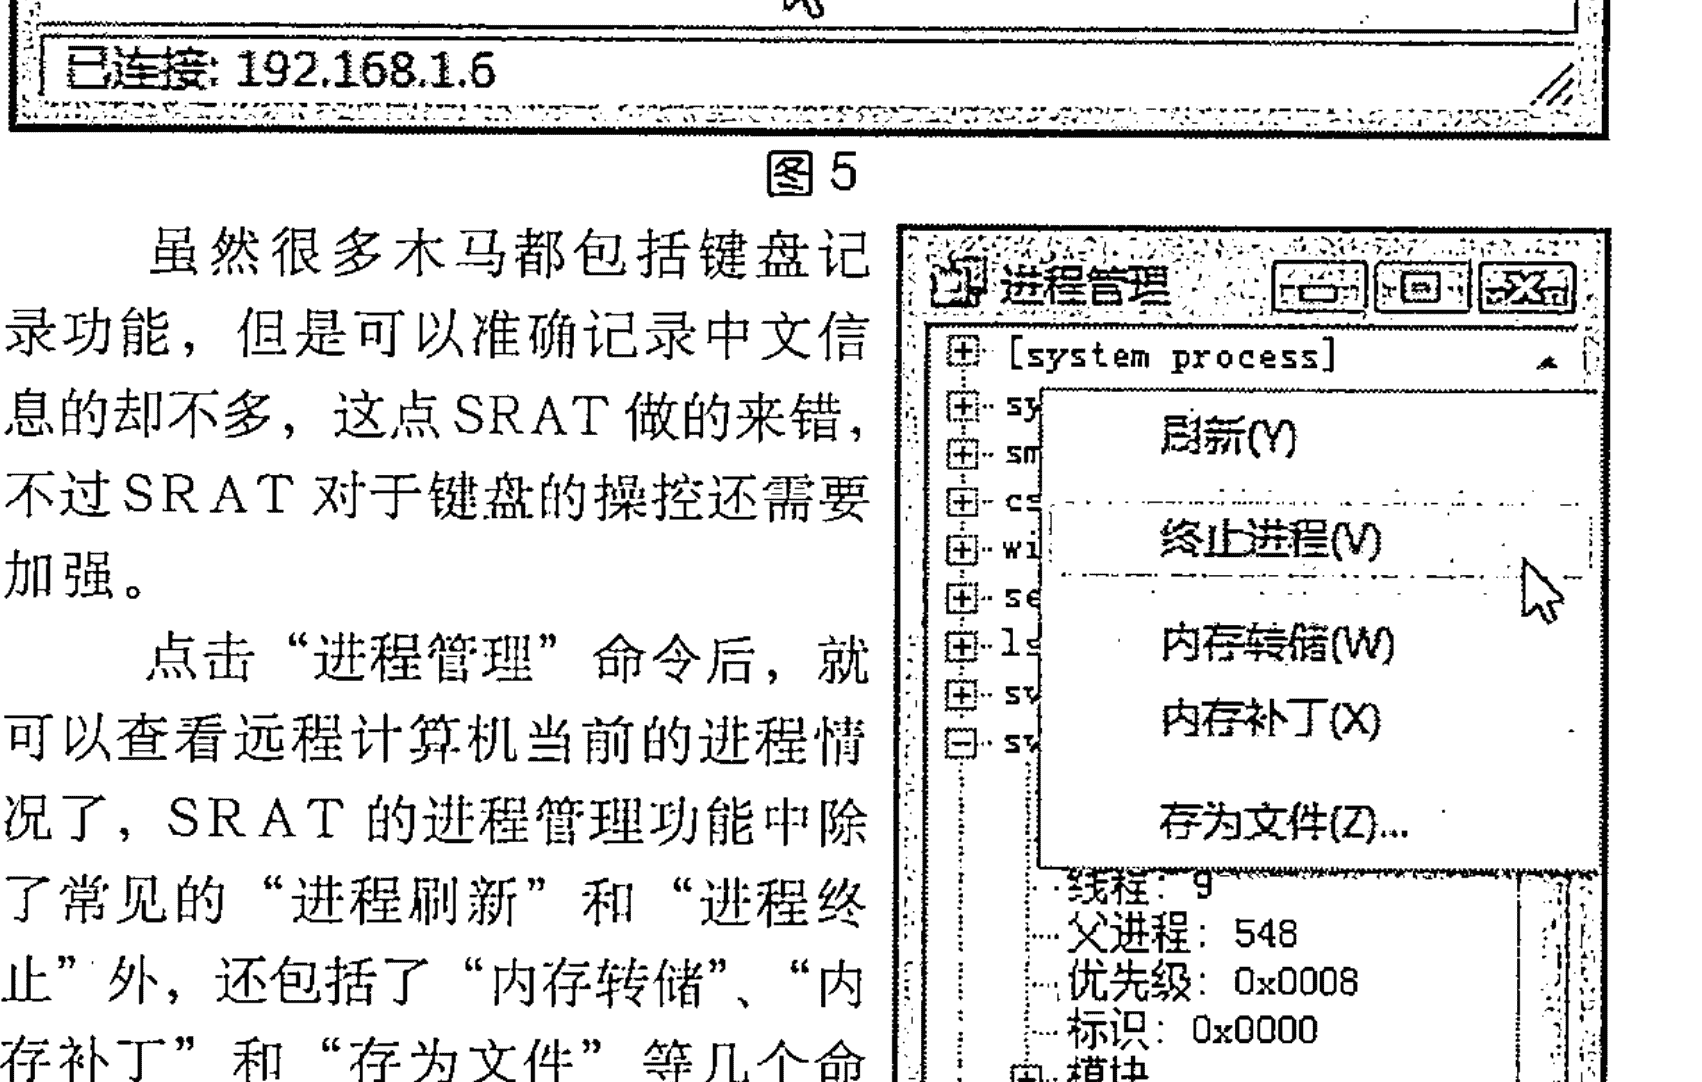 已连接: 192.168.1.6
图 5
虽然很多木马都包括键盘记
录功能，但是可以准确记录中文信
息的却不多，这点SRAT做的来错，
不过SRAT对于键盘的操控还需要
加强。
点击“进程管理”命令后，就
可以查看远程计算机当前的进程情
况了，SRAT的进程管理功能中除
了常见的“进程刷新”和“进程终
止”外，还包括了“内存转储”、“内
存补丁”和“存为文件”等几个命
进程管理
[system process]
刷新(Y)
终止进程(V)
内存转储(W)
内存补丁(X)
存为文件(Z)...
线程: 9
父进程: 548
优先级: 0x0008
标识: 0x0000
模块